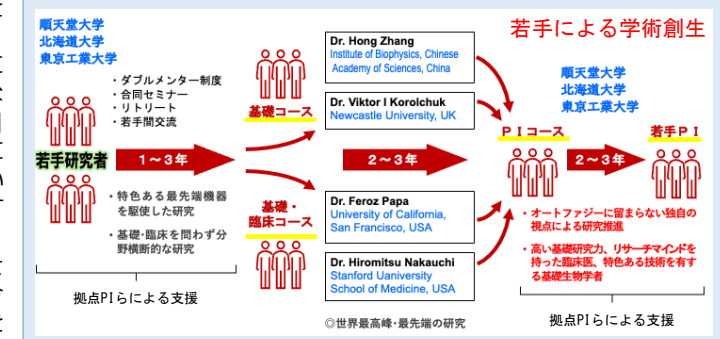 若手による学術創生
順天堂大学
北海道大学
東京工業大学
・ダブルメンター制度
・合同セミナー
・リトリート
・若手間交流
若手研究者
1～3年
・特色ある最先端機器
を駆使した研究
・基礎・臨床を問わず分
野横断的な研究
拠点PIらによる支援
基礎コース
基礎・
臨床コース
Dr. Hong Zhang
Institute of Biophysics, Chinese
Academy of Sciences, China
Dr. Viktor I Korolchuk
Newcastle University, UK
2～3年
Dr. Feroz Papa
University of California,
San Francisco, USA
Dr. Hiromitsu Nakauchi
Stanford Uaniversity
School of Medicine, USA
◎世界最高峰・最先端の研究
順天堂大学
北海道大学
東京工業大学
ＰＩコース
2～3年
若手ＰＩ
・オートファジーに留まらない独自の
視点による研究推進
・高い基礎研究力、リサーチマインドを
持った臨床医、特色ある技術を有す
る基礎生物学者
拠点PIらによる支援